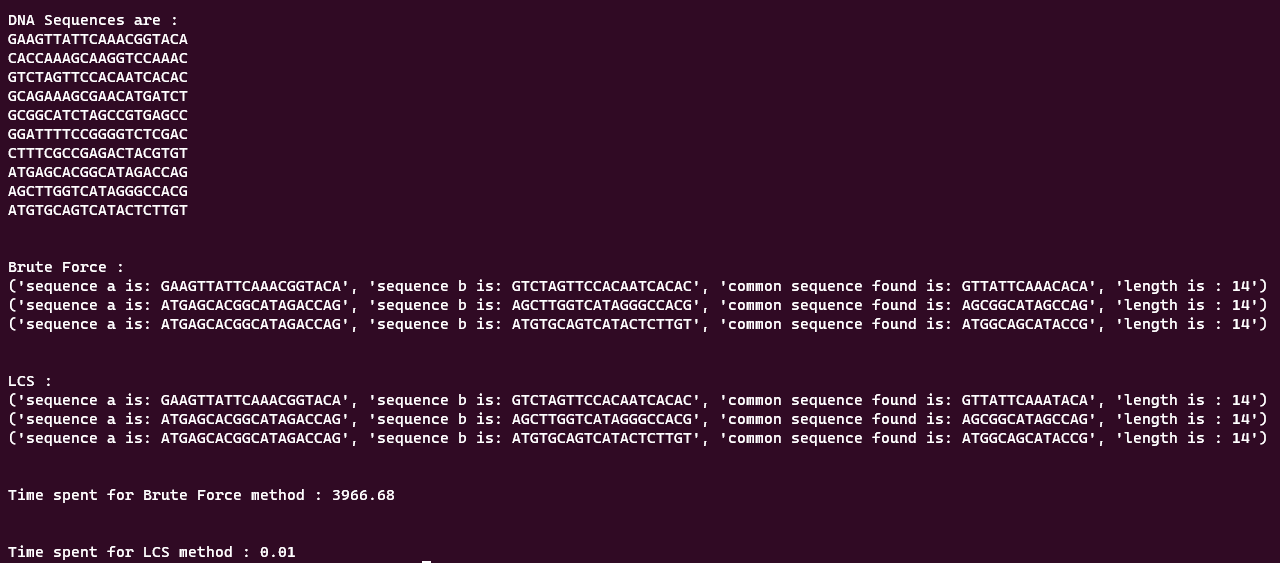 DNA Sequences are :
GAAGTTATTCAAACGGTACA
CACCAAAGCAAGGTCCAAAC
GTCTAGTTCCACAATCACAC
GCAGAAAGCGAACATGATCT
GCGGCATCTAGCCGTGAGCC
GGATTTTCCGGGGTCTCGAC
CTTTCGCCGAGACTACGTGT
ATGAGCACGGCATAGACCAG
AGCTTGGTCATAGGGCCACG
ATGTGCAGTCATACTCTTGT
Brute Force :
('sequence a is: GAAGTTATTCAAACGGTACA', 'sequence b is: GTCTAGTTCCACAATCACAC', 'common sequence found is: GTTATTCAAACACA', 'length is : 14')
('sequence a is: ATGAGCACGGCATAGACCAG', 'sequence b is: AGCTTGGTCATAGGGCCACG', 'common sequence found is: AGCGGCATAGCCAG', 'length is : 14')
('sequence a is: ATGAGCACGGCATAGACCAG', 'sequence b is: ATGTGCAGTCATACTCTTGT', 'common sequence found is: ATGGCAGCATACCG', 'length is : 14')
LCS :
('sequence a is: GAAGTTATTCAAACGGTACA', 'sequence b is: GTCTAGTTCCACAATCACAC', 'common sequence found is: GTTATTCAAATACA', 'length is : 14')
('sequence a is: ATGAGCACGGCATAGACCAG', 'sequence b is: AGCTTGGTCATAGGGCCACG', 'common sequence found is: AGCGGCATAGCCAG', 'length is : 14')
('sequence a is: ATGAGCACGGCATAGACCAG', 'sequence b is: ATGTGCAGTCATACTCTTGT', 'common sequence found is: ATGGCAGCATACCG', 'length is : 14')
Time spent for Brute Force method : 3966.68
Time spent for LCS method : 0.01